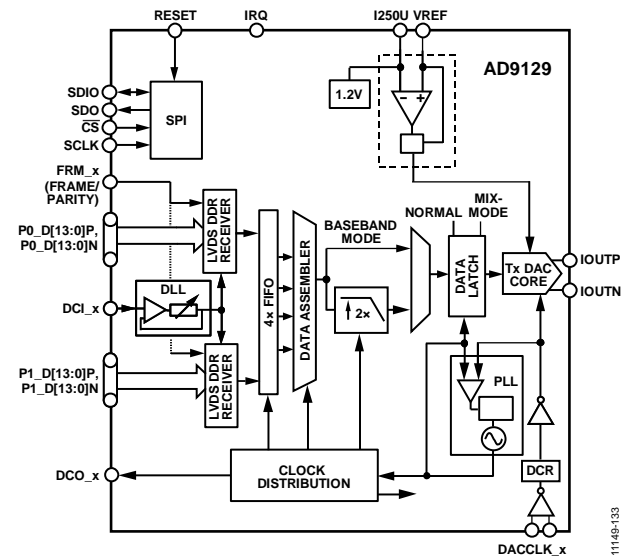 RESET
IRQ
I250U VREF
AD9129
1.2V
SDIO
SDO
CS
SCLK
SPI
FRM_x
(FRAME/
PARITY)
P0_D[13:0]P,
P0_D[13:0]N
LVDS DDR
RECEIVER
DLL
DCI_x
4× FIFO
DATA ASSEMBLER
BASEBAND
MODE
2×
NORMAL
MIX-
MODE
DATA
LATCH
Tx DAC
CORE
IOUTP
IOUTN
P1_D[13:0]P,
P1_D[13:0]N
LVDS DDR
RECEIVER
PLL
DCO_x
CLOCK
DISTRIBUTION
DCR
DACCLK_x
11149-133